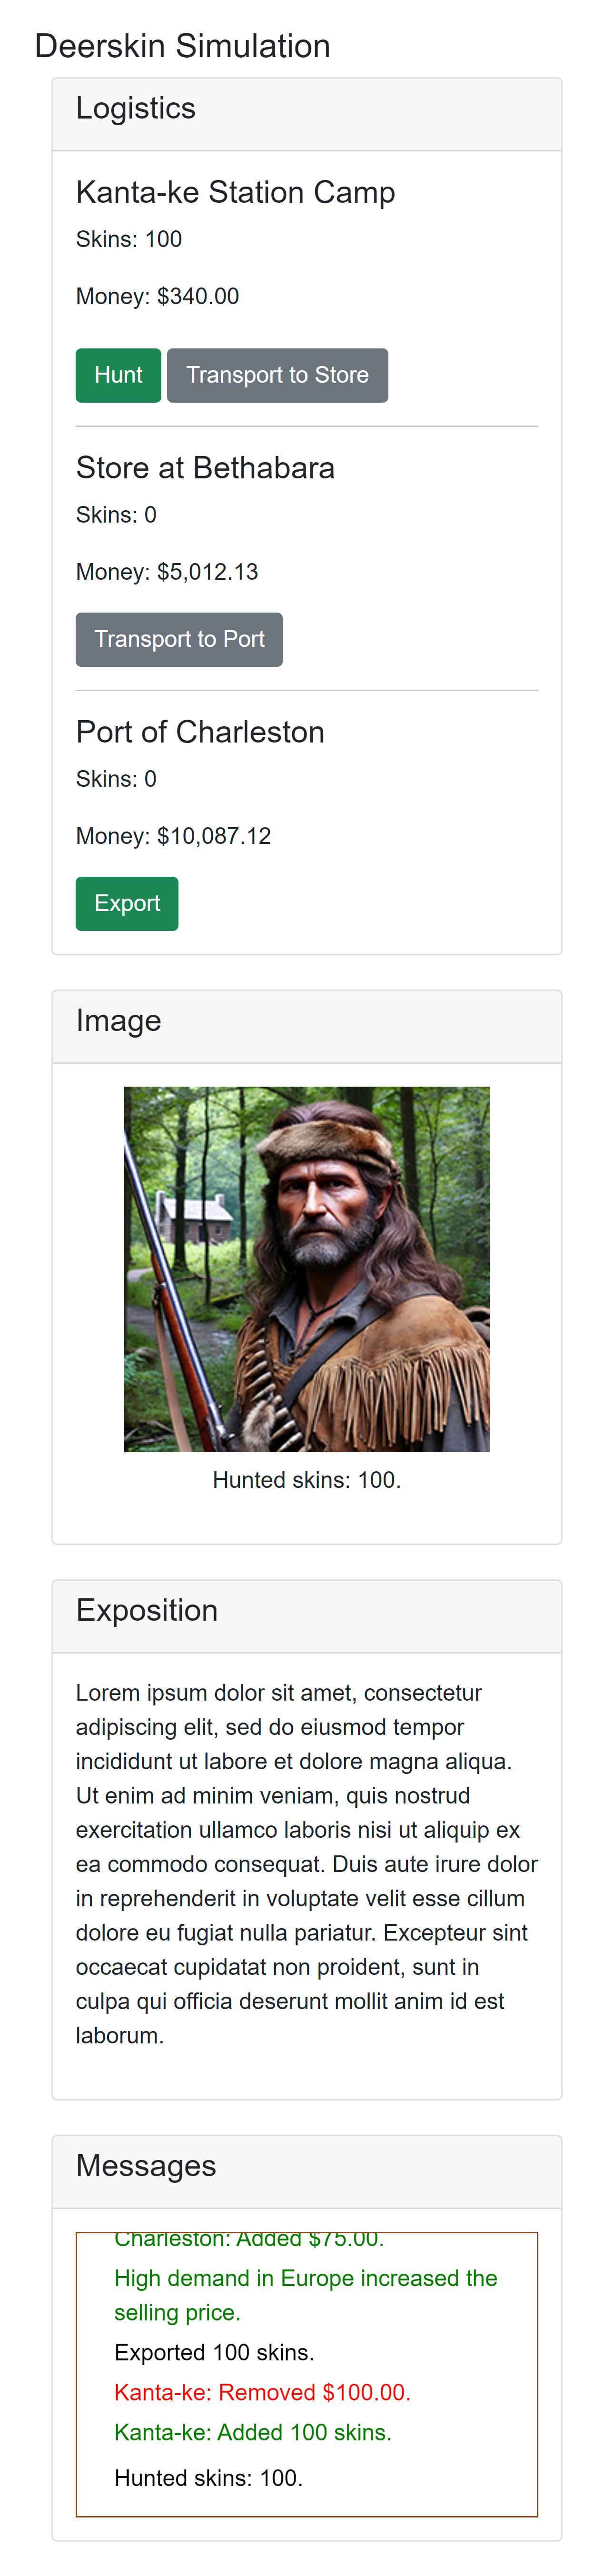 Deerskin Simulation
Logistics
Kanta-ke Station Camp
Skins: 100
Money: $340.00
Hunt
Transport to Store
Store at Bethabara
Skins: 0
Money: $5,012.13
Transport to Port
Port of Charleston
Skins: 0
Money: $10,087.12
Export
Image
Hunted skins: 100.
Exposition
Lorem ipsum dolor sit amet, consectetur
adipiscing elit, sed do eiusmod tempor
incididunt ut labore et dolore magna aliqua.
Ut enim ad minim veniam, quis nostrud
exercitation ullamco laboris nisi ut aliquip ex
ea commodo consequat. Duis aute irure dolor
in reprehenderit in voluptate velit esse cillum
dolore eu fugiat nulla pariatur. Excepteur sint
occaecat cupidatat non proident, sunt in
culpa qui officia deserunt mollit anim id est
laborum.
Messages
Charleston: Added $75.00.
High demand in Europe increased the
selling price.
Exported 100 skins.
Kanta-ke: Removed $100.00.
Kanta-ke: Added 100 skins.
Hunted skins: 100.